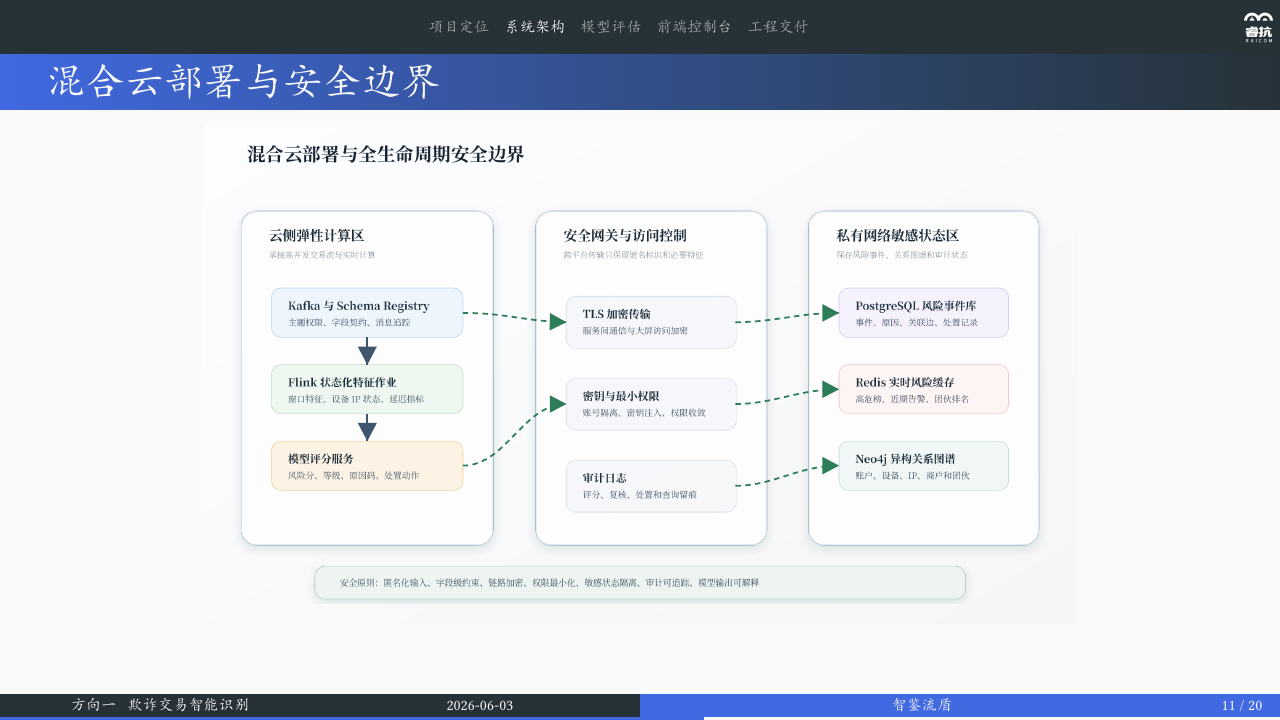 项目定位 系统架构 模型评估 前端控制台 工程交付
睿抗
RAICOM
混合云部署与安全边界
混合云部署与全生命周期安全边界
云侧弹性计算区
承接高并发交易流与实时计算
Kafka 与 Schema Registry
主题权限、字段契约、消息追踪
Flink 状态化特征作业
窗口特征、设备 IP 状态、延迟指标
模型评分服务
风险分、等级、原因码、处置动作
安全网关与访问控制
跨平台传输只保留匿名标识和必要特征
TLS 加密传输
服务间通信与大屏访问加密
密钥与最小权限
账号隔离、密钥注入、权限收敛
审计日志
评分、复核、处置和查询留痕
私有网络敏感状态区
保存风险事件、关系图谱和审计状态
PostgreSQL 风险事件库
事件、原因、关联边、处置记录
Redis 实时风险缓存
高危榜、近期告警、团伙排名
Neo4j 异构关系图谱
账户、设备、IP、商户和团伙
安全原则：匿名化输入、字段级约束、链路加密、权限最小化、敏感状态隔离、审计可追踪、模型输出可解释
方向一 欺诈交易智能识别
2026-06-03
智鉴流盾
11 / 20